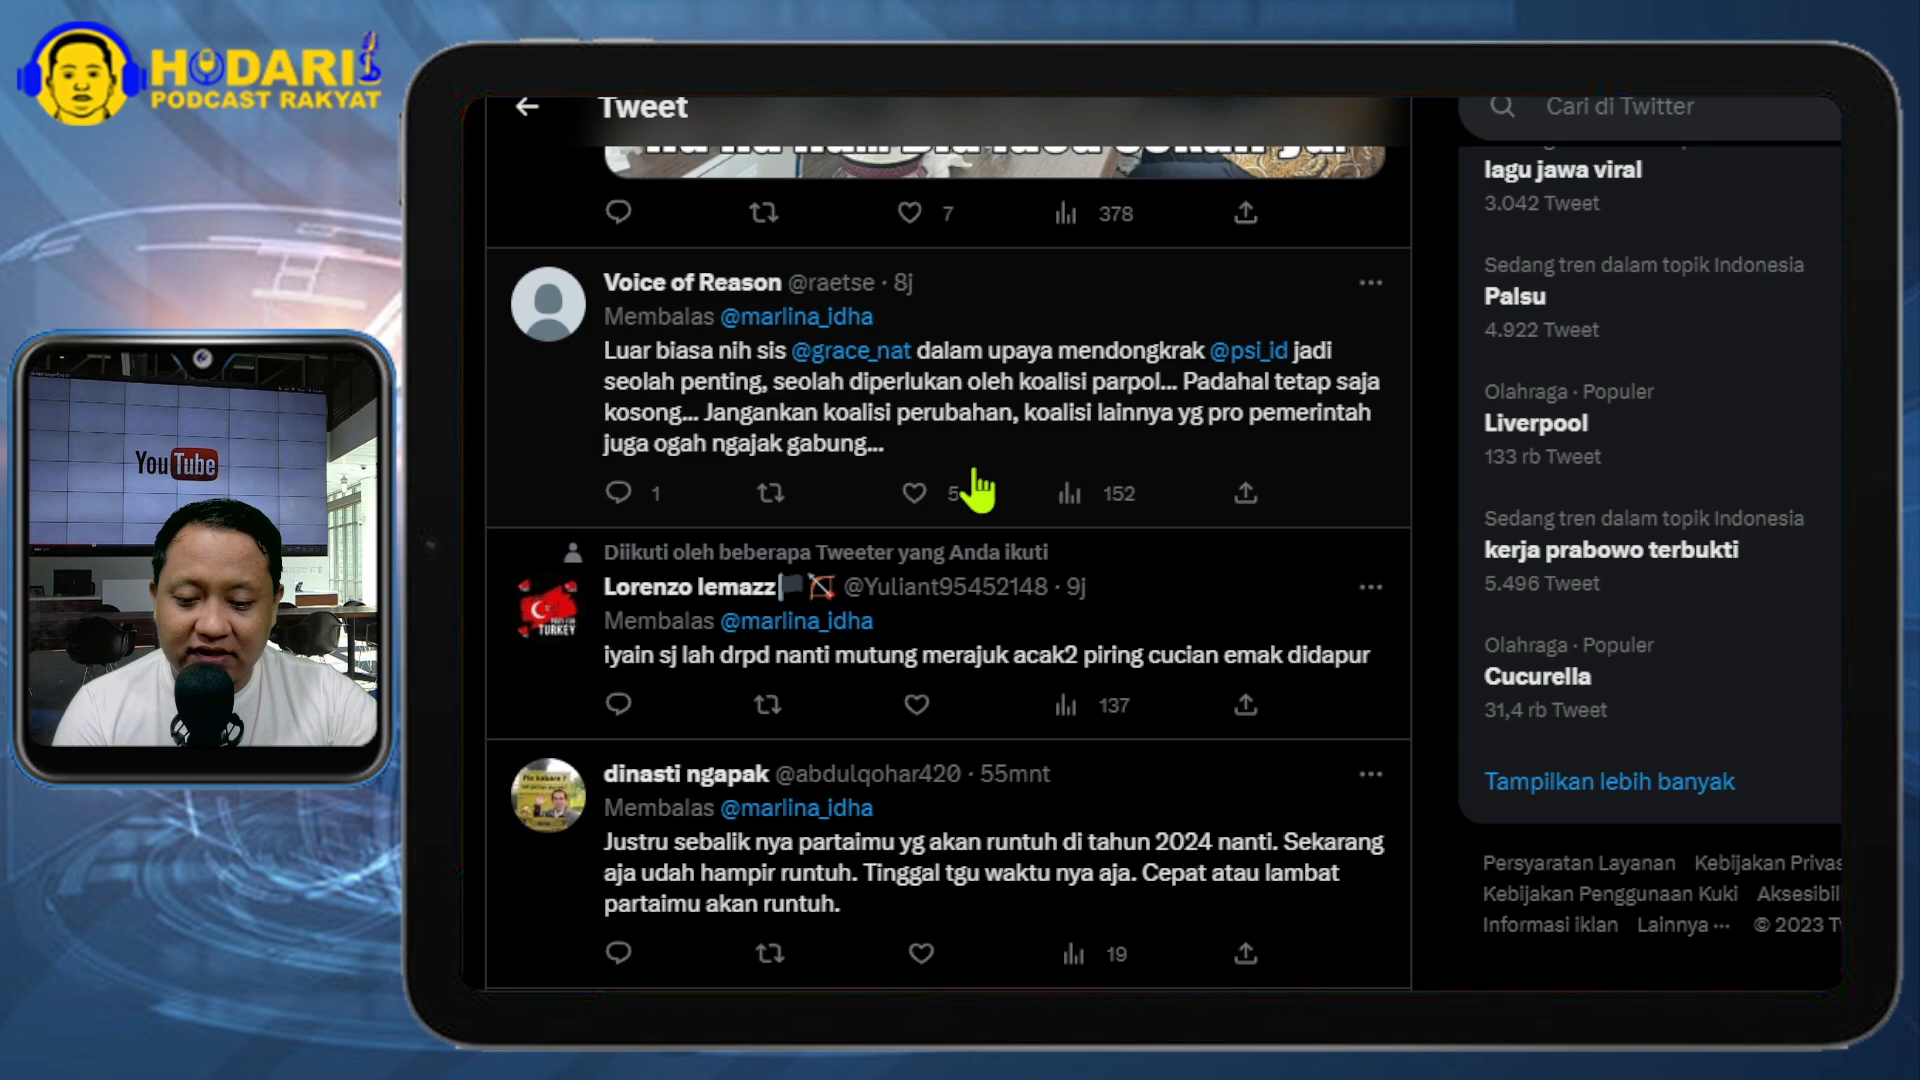 HODARI
PODCAST RAKYAT
YouTube
Tweet
7
378
Voice of Reason @raetse · 8j
Membalas @marlina_idha
Luar biasa nih sis @grace_nat dalam upaya mendongkrak @psi_id jadi
seolah penting, seolah diperlukan oleh koalisi parpol... Padahal tetap saja
kosong... Jangankan koalisi perubahan, koalisi lainnya yg pro pemerintah
juga ogah ngajak gabung...
1
5
152
Diikuti oleh beberapa Tweeter yang Anda ikuti
Lorenzo lemazz @Yuliant95452148 · 9j
TURKEY
Membalas @marlina_idha
iyain sj lah drpd nanti mutung merajuk acak2 piring cucian emak didapur
137
dinasti ngapak @abdulqohar420 · 55mnt
Membalas @marlina_idha
Justru sebalik nya partaimu yg akan runtuh di tahun 2024 nanti. Sekarang
aja udah hampir runtuh. Tinggal tgu waktu nya aja. Cepat atau lambat
partaimu akan runtuh.
19
Cari di Twitter
lagu jawa viral
3.042 Tweet
Sedang tren dalam topik Indonesia
Palsu
4.922 Tweet
Olahraga · Populer
Liverpool
133 rb Tweet
Sedang tren dalam topik Indonesia
kerja prabowo terbukti
5.496 Tweet
Olahraga · Populer
Cucurella
31,4 rb Tweet
Tampilkan lebih banyak
Persyaratan Layanan Kebijakan Privas
Kebijakan Penggunaan Kuki Aksesibil
Informasi iklan Lainnya ··· © 2023 T